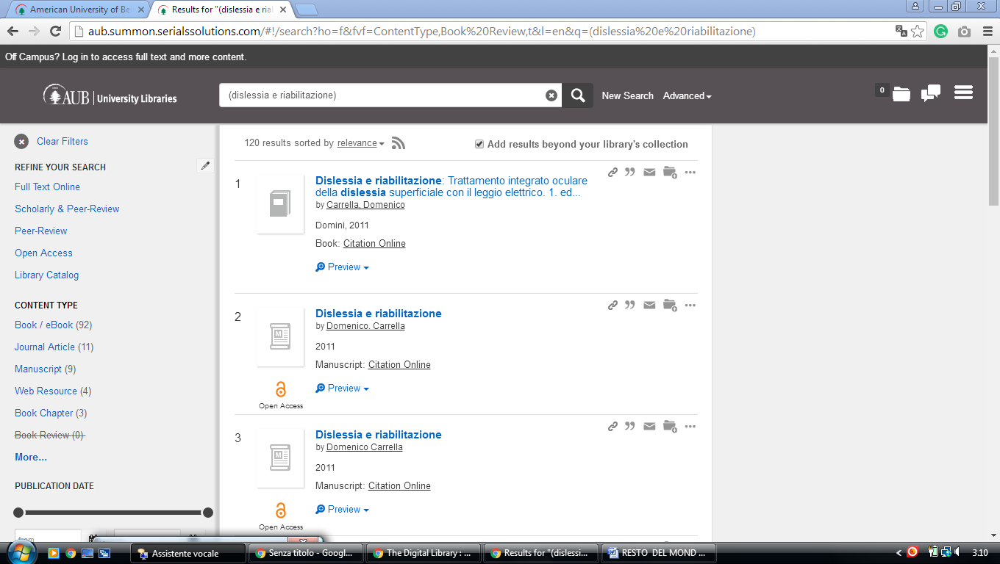 American University of Be
Results for "(dislessia e rial
aub.summon.serialssolutions.com/#!/search?ho=f&fvf=ContentType,Book%20Review,t&l=en&q=(dislessia%20e%20riabilitazione)
Off Campus? Log in to access full text and more content.
AUB University Libraries
(dislessia e riabilitazione)
New Search
Advanced
0
Clear Filters
REFINE YOUR SEARCH
Full Text Online
Scholarly & Peer-Review
Peer-Review
Open Access
Library Catalog
CONTENT TYPE
Book / eBook (92)
Journal Article (11)
Manuscript (9)
Web Resource (4)
Book Chapter (3)
Book Review (0)
More...
PUBLICATION DATE
120 results sorted by relevance
Add results beyond your library's collection
1
Dislessia e riabilitazione: Trattamento integrato oculare
della dislessia superficiale con il leggio elettrico. 1. ed...
by Carrella, Domenico
Domini, 2011
Book: Citation Online
Preview
2
Dislessia e riabilitazione
by Domenico. Carrella
2011
Manuscript: Citation Online
Preview
Open Access
3
Dislessia e riabilitazione
by Domenico Carrella
2011
Manuscript: Citation Online
Preview
Open Access
Assistente vocale
Senza titolo - Googl...
The Digital Library : ...
Results for "(dislessi...
RESTO DEL MOND ...
3.10